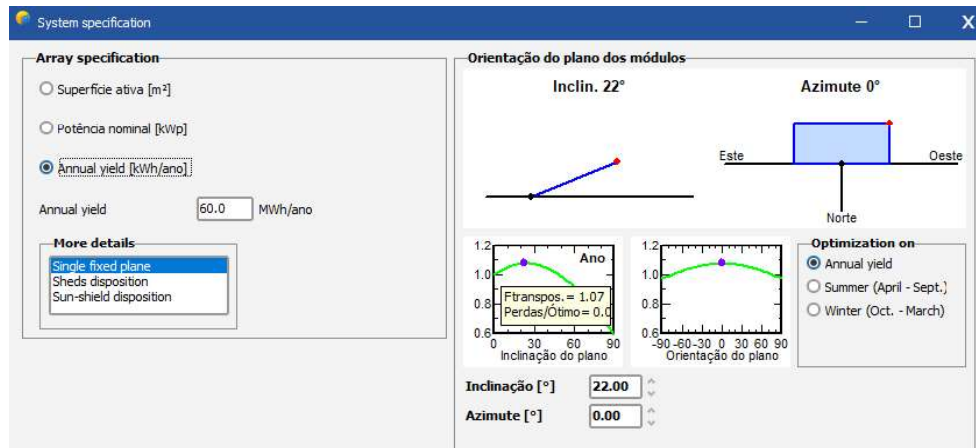 System specification
Array specification
Superfície ativa [m²]
Potência nominal [kWp]
Annual yield [kWh/ano]
Annual yield 60.0 MWh/ano
More details
Single fixed plane
Sheds disposition
Sun-shield disposition
Orientação do plano dos módulos
Inclin. 22°
Azimute 0°
Este Oeste
Norte
1.2
1.0
0.8
0.6
Ano
Ftranspos.= 1.07
Perdas/Ótimo= 0.0
0 30 60 90
Inclinação do plano
1.2
1.0
0.8
0.6
-90 -60 -30 0 30 60 90
Orientação do plano
Optimization on
Annual yield
Summer (April - Sept.)
Winter (Oct. - March)
Inclinação [°] 22.00
Azimute [°] 0.00